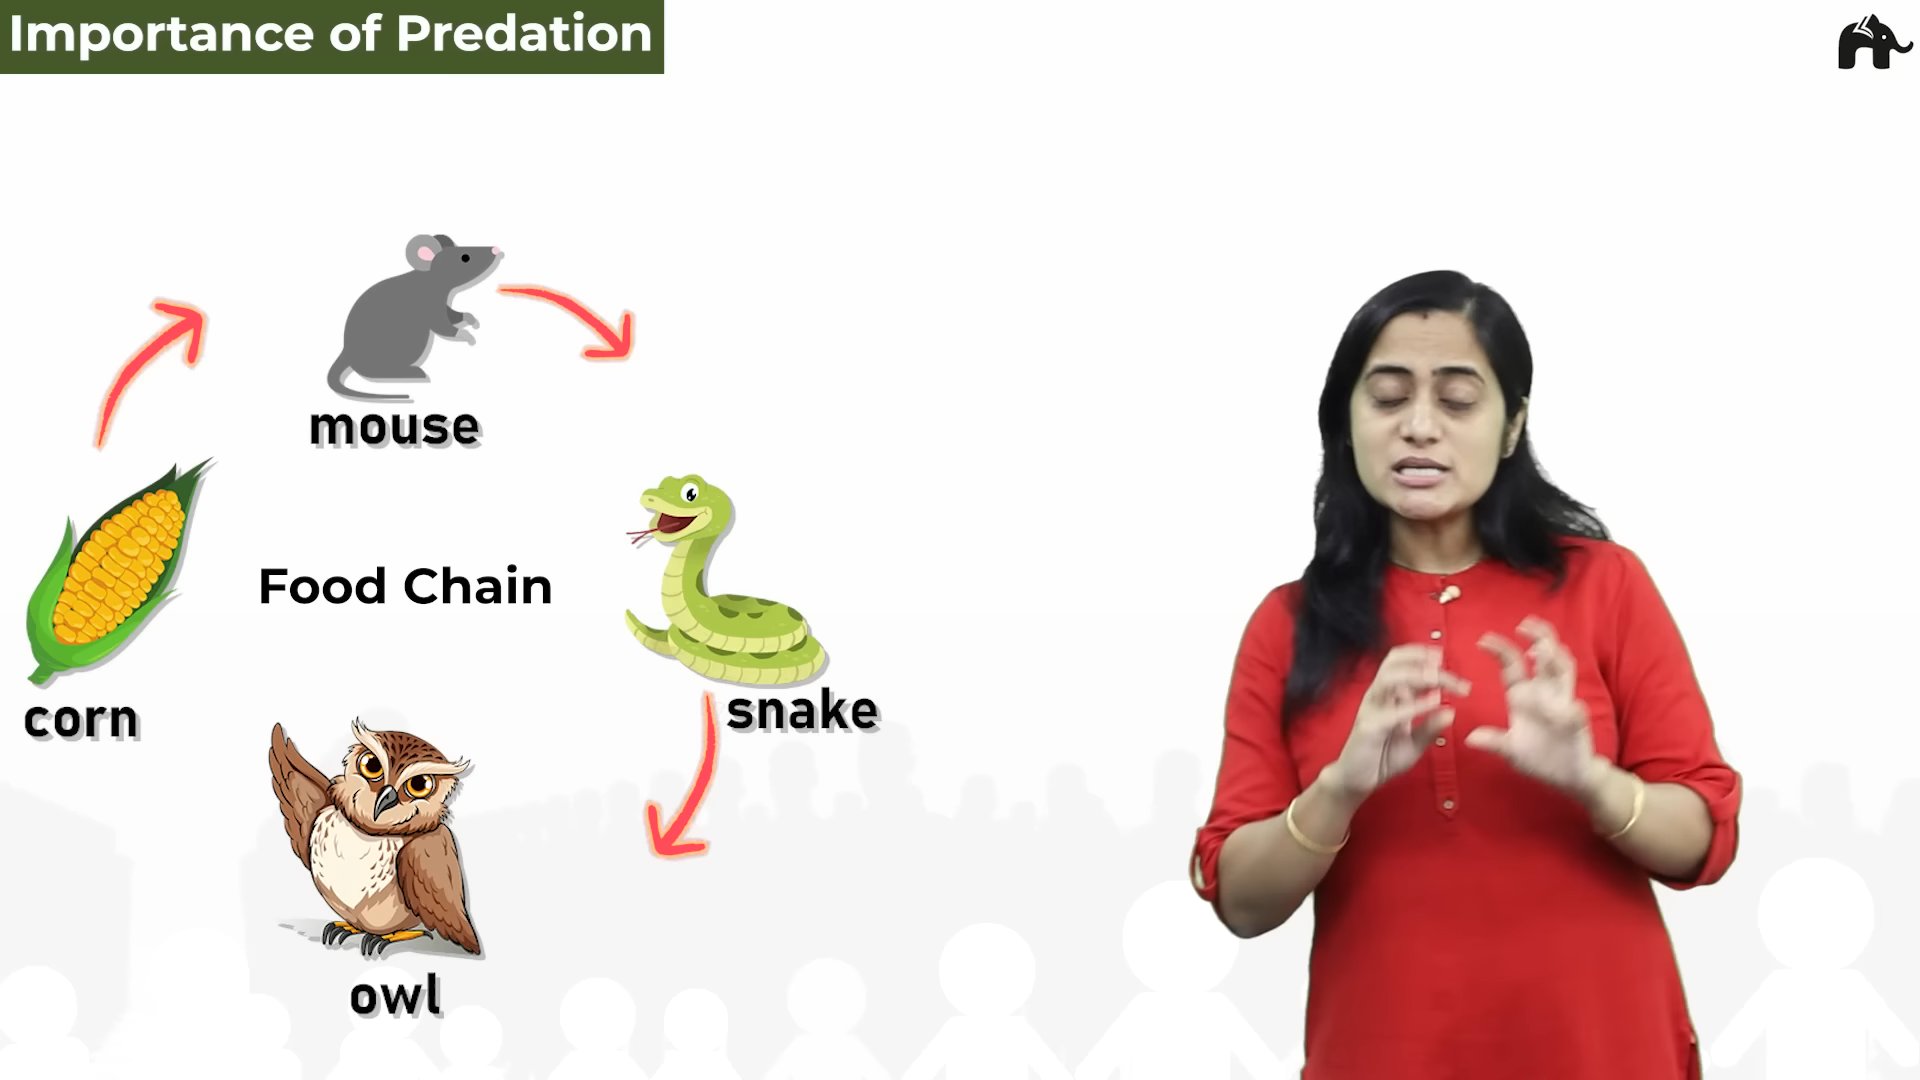 Importance of Predation
mouse
Food Chain
corn
snake
owl